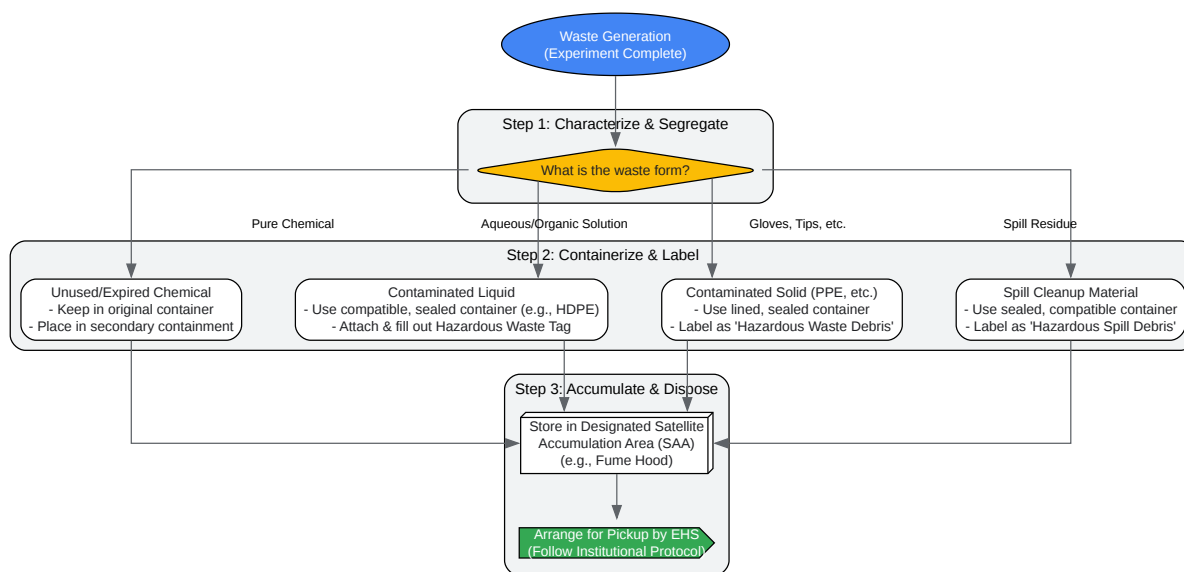 Waste Generation
(Experiment Complete)
Step 1: Characterize & Segregate
What is the waste form?
Pure Chemical
Aqueous/Organic Solution
Gloves, Tips, etc.
Spill Residue
Step 2: Containerize & Label
Unused/Expired Chemical
- Keep in original container
- Place in secondary containment
Contaminated Liquid
- Use compatible, sealed container (e.g., HDPE)
- Attach & fill out Hazardous Waste Tag
Contaminated Solid (PPE, etc.)
- Use lined, sealed container
- Label as 'Hazardous Waste Debris'
Spill Cleanup Material
- Use sealed, compatible container
- Label as 'Hazardous Spill Debris'
Step 3: Accumulate & Dispose
Store in Designated Satellite
Accumulation Area (SAA)
(e.g., Fume Hood)
Arrange for Pickup by EHS
(Follow Institutional Protocol)